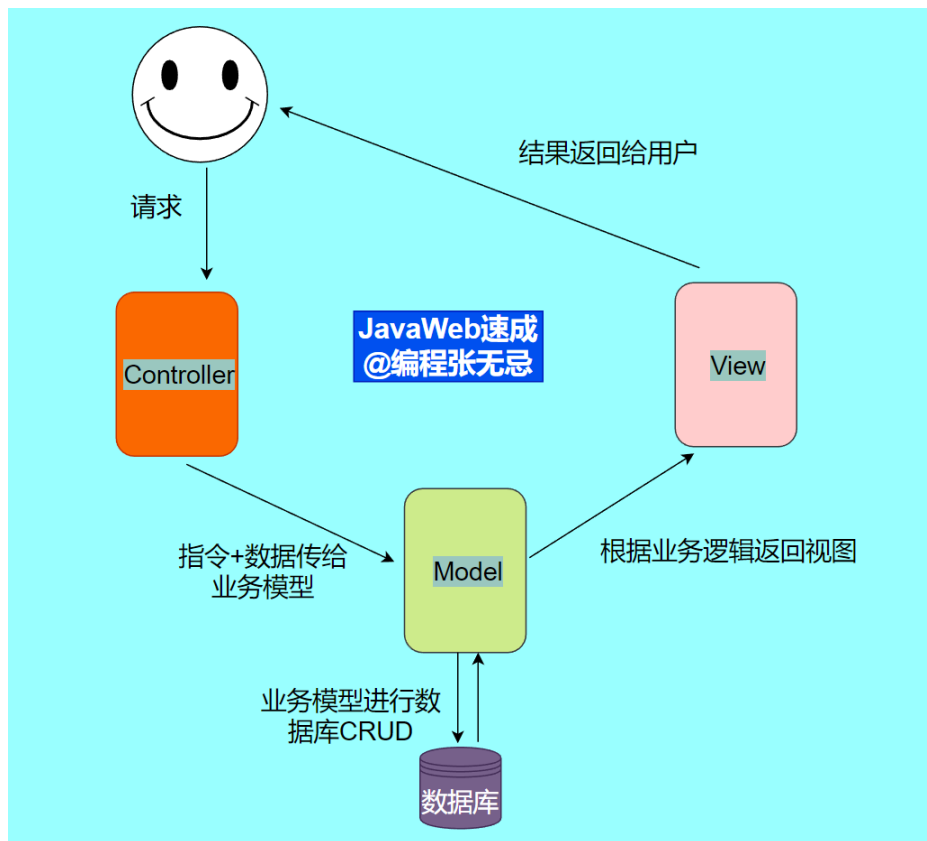 结果返回给用户
请求
JavaWeb速成
@编程张无忌
Controller
View
指令+数据传给
业务模型
Model
根据业务逻辑返回视图
业务模型进行数
据库CRUD
数据库